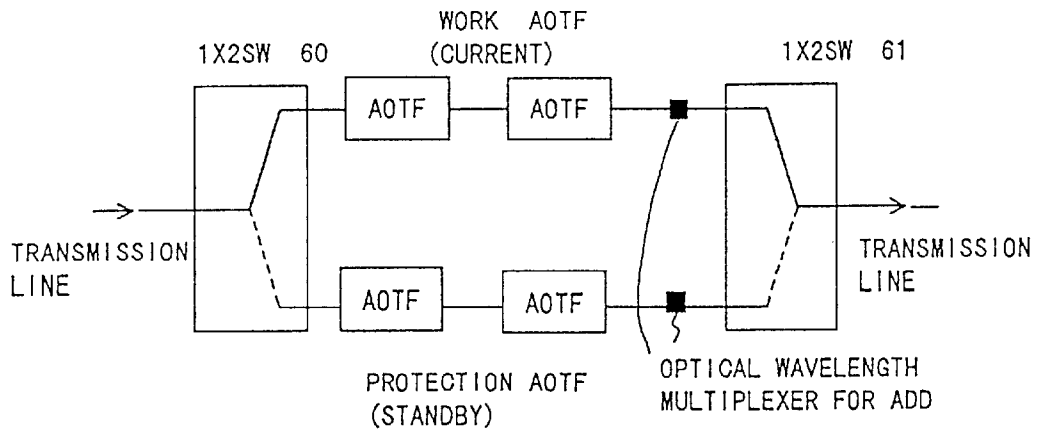 WORK AOTF
(CURRENT)
1X2SW 60
1X2SW 61
AOTF
AOTF
TRANSMISSION
LINE
TRANSMISSION
LINE
AOTF
AOTF
PROTECTION AOTF
(STANDBY)
OPTICAL WAVELENGTH
MULTIPLEXER FOR ADD